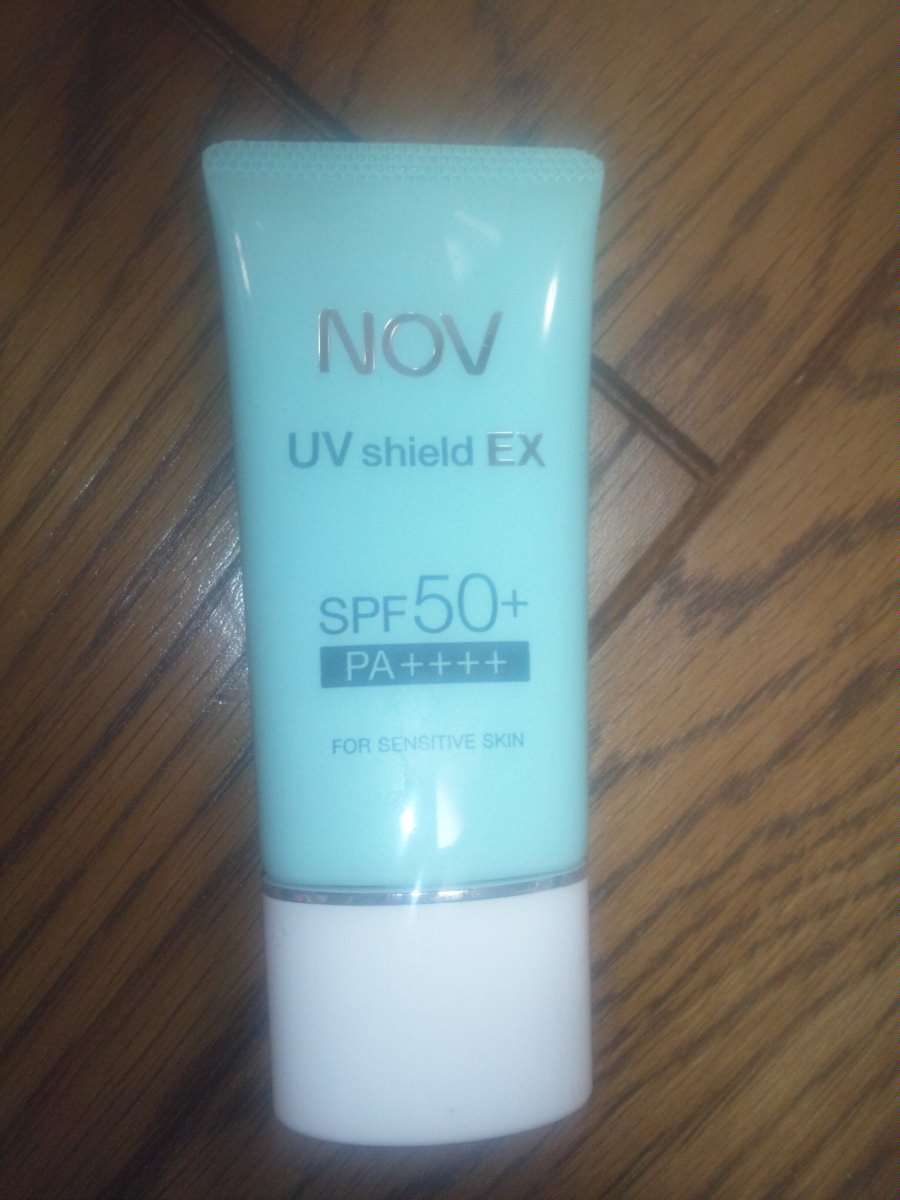 NOV
UV shield EX
SPF50+
PA++++
FOR SENSITIVE SKIN